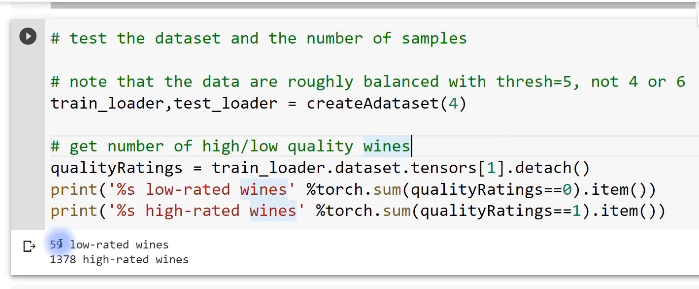 # test the dataset and the number of samples
# note that the data are roughly balanced with thresh=5, not 4 or 6
train_loader,test_loader = createAdataset(4)
# get number of high/low quality wines
qualityRatings = train_loader.dataset.tensors[1].detach()
print('%s low-rated wines' %torch.sum(qualityRatings==0).item())
print('%s high-rated wines' %torch.sum(qualityRatings==1).item())
low-rated wines
1378 high-rated wines